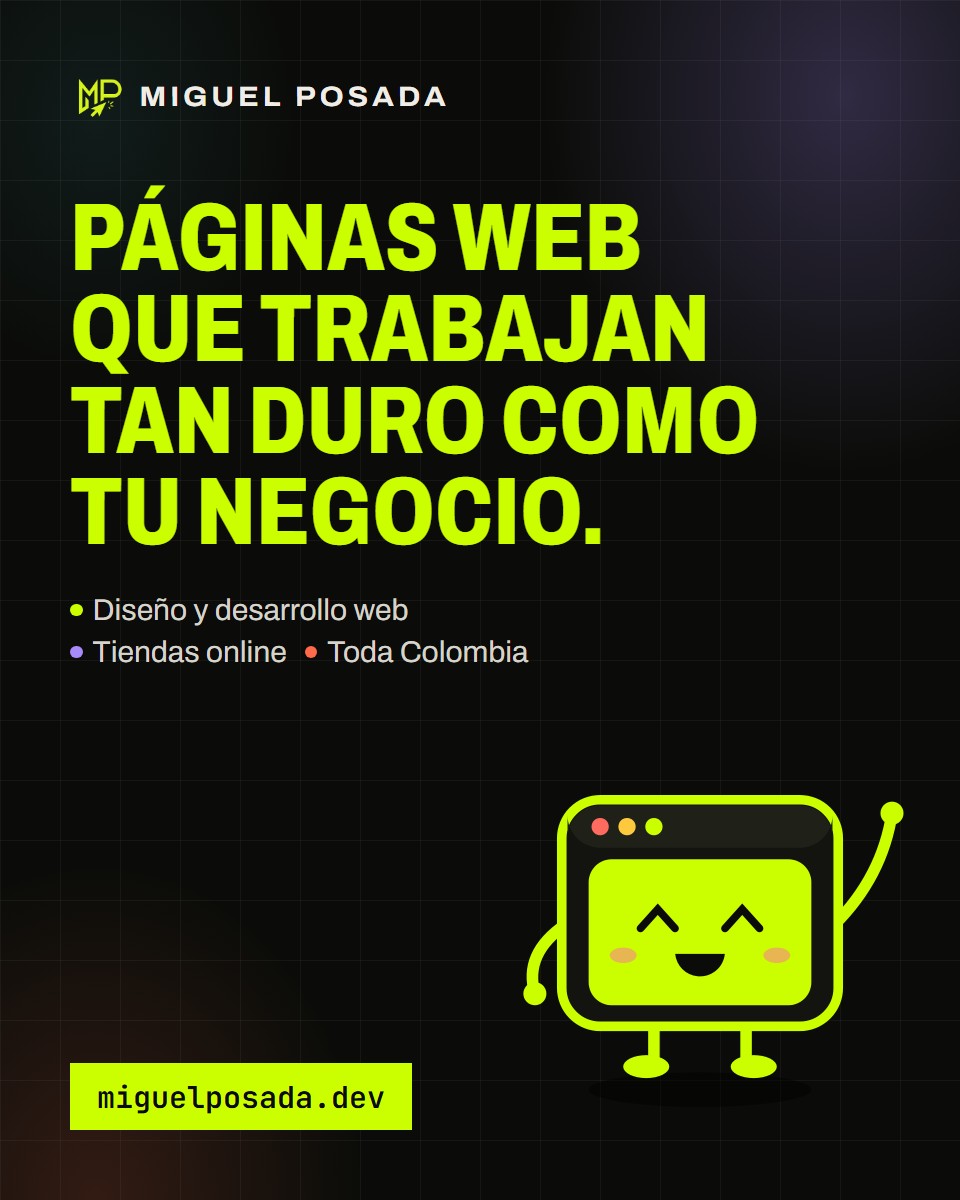 MP MIGUEL POSADA
PÁGINAS WEB
QUE TRABAJAN
TAN DURO COMO
TU NEGOCIO.
Diseño y desarrollo web
Tiendas online • Toda Colombia
miguelposada.dev